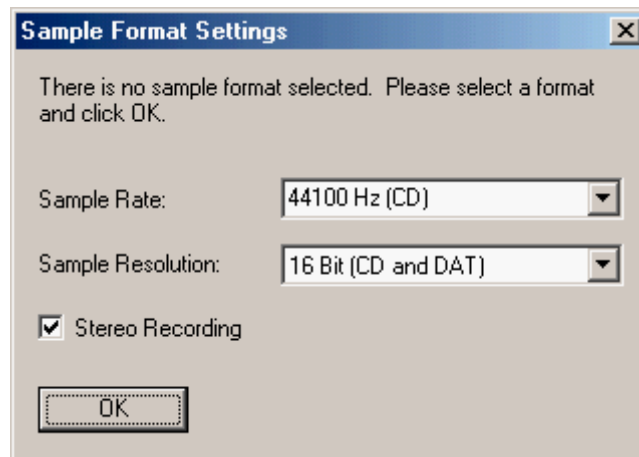 Sample Format Settings
There is no sample format selected.  Please select a format
and click OK.
Sample Rate:
44100 Hz (CD)
Sample Resolution:
16 Bit (CD and DAT)
Stereo Recording
OK